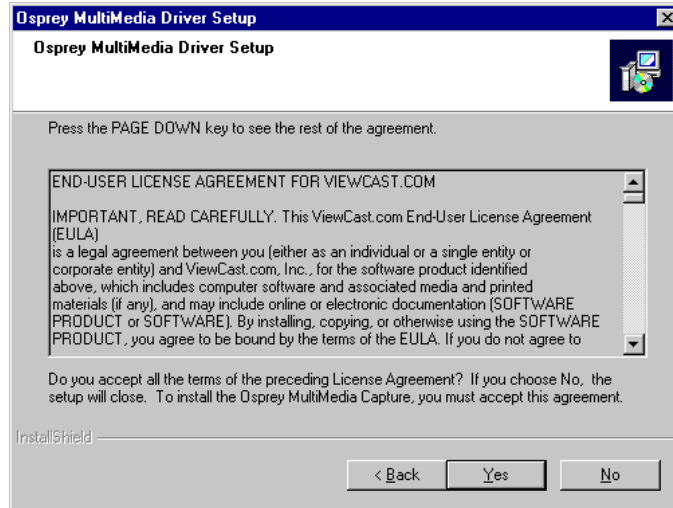 Osprey MultiMedia Driver Setup
Osprey MultiMedia Driver Setup
Press the PAGE DOWN key to see the rest of the agreement.
END-USER LICENSE AGREEMENT FOR VIEWCAST.COM
IMPORTANT, READ CAREFULLY. This ViewCast.com End-User License Agreement
(EULA)
is a legal agreement between you (either as an individual or a single entity or
corporate entity) and ViewCast.com, Inc., for the software product identified
above, which includes computer software and associated media and printed
materials (if any), and may include online or electronic documentation (SOFTWARE
PRODUCT or SOFTWARE). By installing, copying, or otherwise using the SOFTWARE
PRODUCT, you agree to be bound by the terms of the EULA. If you do not agree to
Do you accept all the terms of the preceding License Agreement? If you choose No, the
setup will close. To install the Osprey MultiMedia Capture, you must accept this agreement.
InstallShield
< Back Yes No